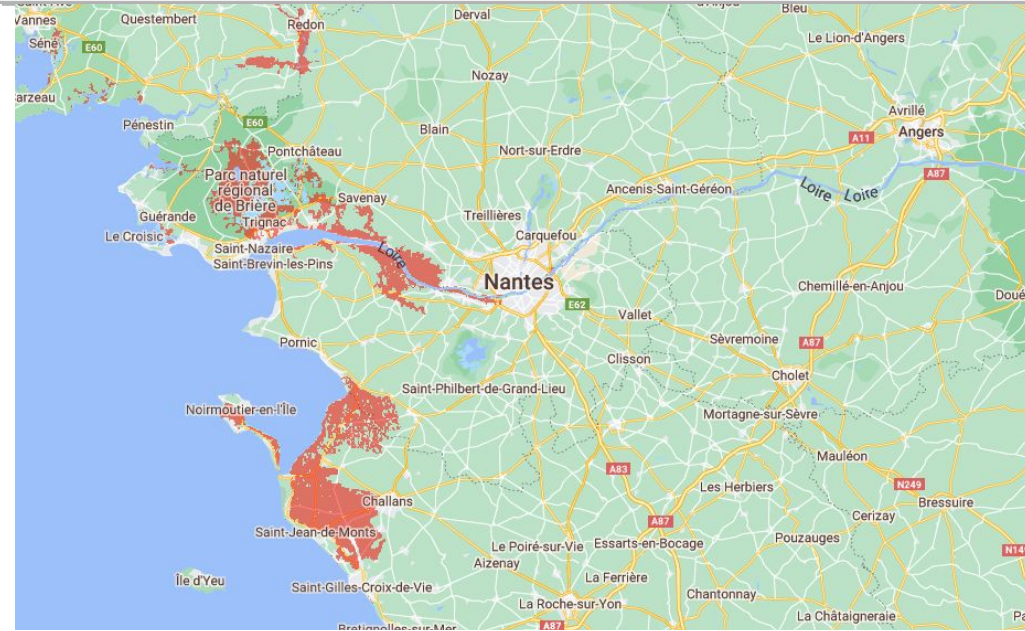 Vannes
Questembert
Redon
Derval
Bleu
Le Lion-d'Angers
Séné
E60
Nozay
Avrillé
Angers
Pénestin
E60
Blain
A11
Pontchâteau
Nort-sur-Erdre
A87
Parc naturel
régional
de Brière
Savenay
Ancenis-Saint-Géréon
Loire
Loire
Guérande
Trignac
Treillières
Le Croisic
Carquefou
Saint-Nazaire
Loire
Saint-Brevin-les-Pins
Nantes
Chemillé-en-Anjou
Doué
E62
Vallet
Pornic
Sèvremoine
A87
Clisson
Cholet
Saint-Philbert-de-Grand-Lieu
Noirmoutier-en-l'Île
Mortagne-sur-Sèvre
Mauléon
A83
N249
Les Herbiers
Bressuire
Challans
Cerizay
A87
Saint-Jean-de-Monts
Pouzauges
Le Poiré-sur-Vie
Essarts-en-Bocage
Aizenay
Île d'Yeu
La Ferrière
Saint-Gilles-Croix-de-Vie
Chantonnay
La Roche-sur-Yon
La Châtaigneraie
A87
Bretignolles-sur-Mer